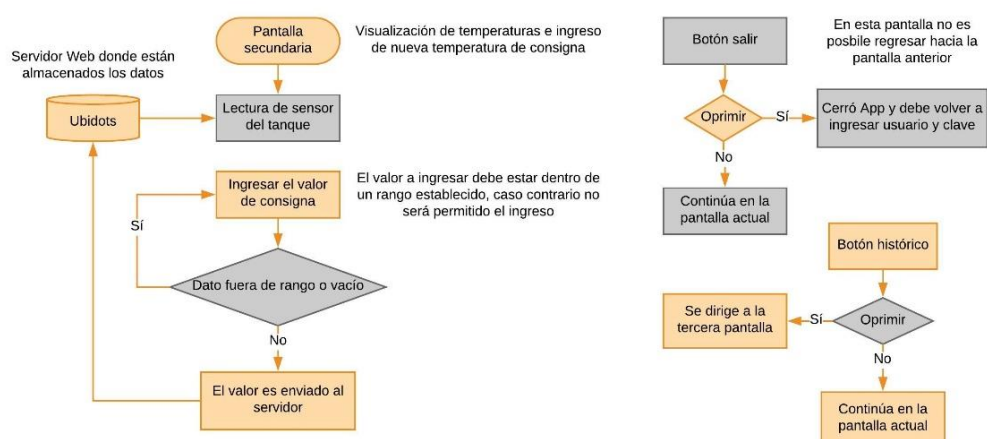 Pantalla
secundaria
Visualización de temperaturas e ingreso
de nueva temperatura de consigna
Servidor Web donde están
almacenados los datos
Ubidots
Lectura de sensor
del tanque
Ingresar el valor
de consigna
El valor a ingresar debe estar dentro de
un rango establecido, caso contrario no
será permitido el ingreso
Sí
Dato fuera de rango o vacío
No
El valor es enviado al
servidor
Botón salir
En esta pantalla no es
posbile regresar hacia la
pantalla anterior
Oprimir
Sí
Cerró App y debe volver a
ingresar usuario y clave
No
Continúa en la
pantalla actual
Botón histórico
Se dirige a la
tercera pantalla
Sí
Oprimir
No
Continúa en la
pantalla actual